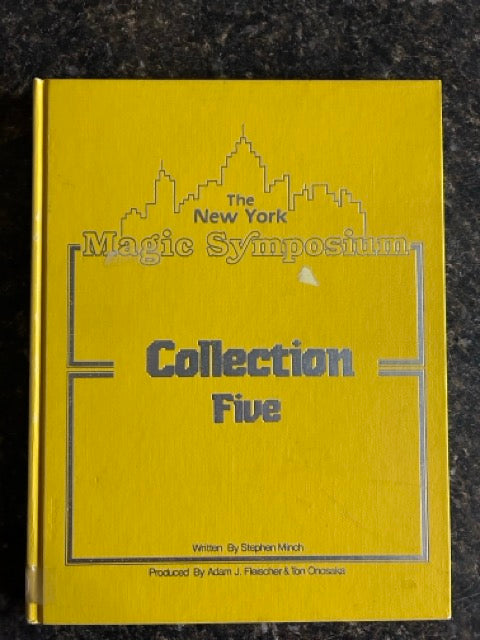 The
New York
Magic Symposium
Collection
Five
Written By Stephen Minch
Produced By Adam J. Fleischer & Ton Onosaka